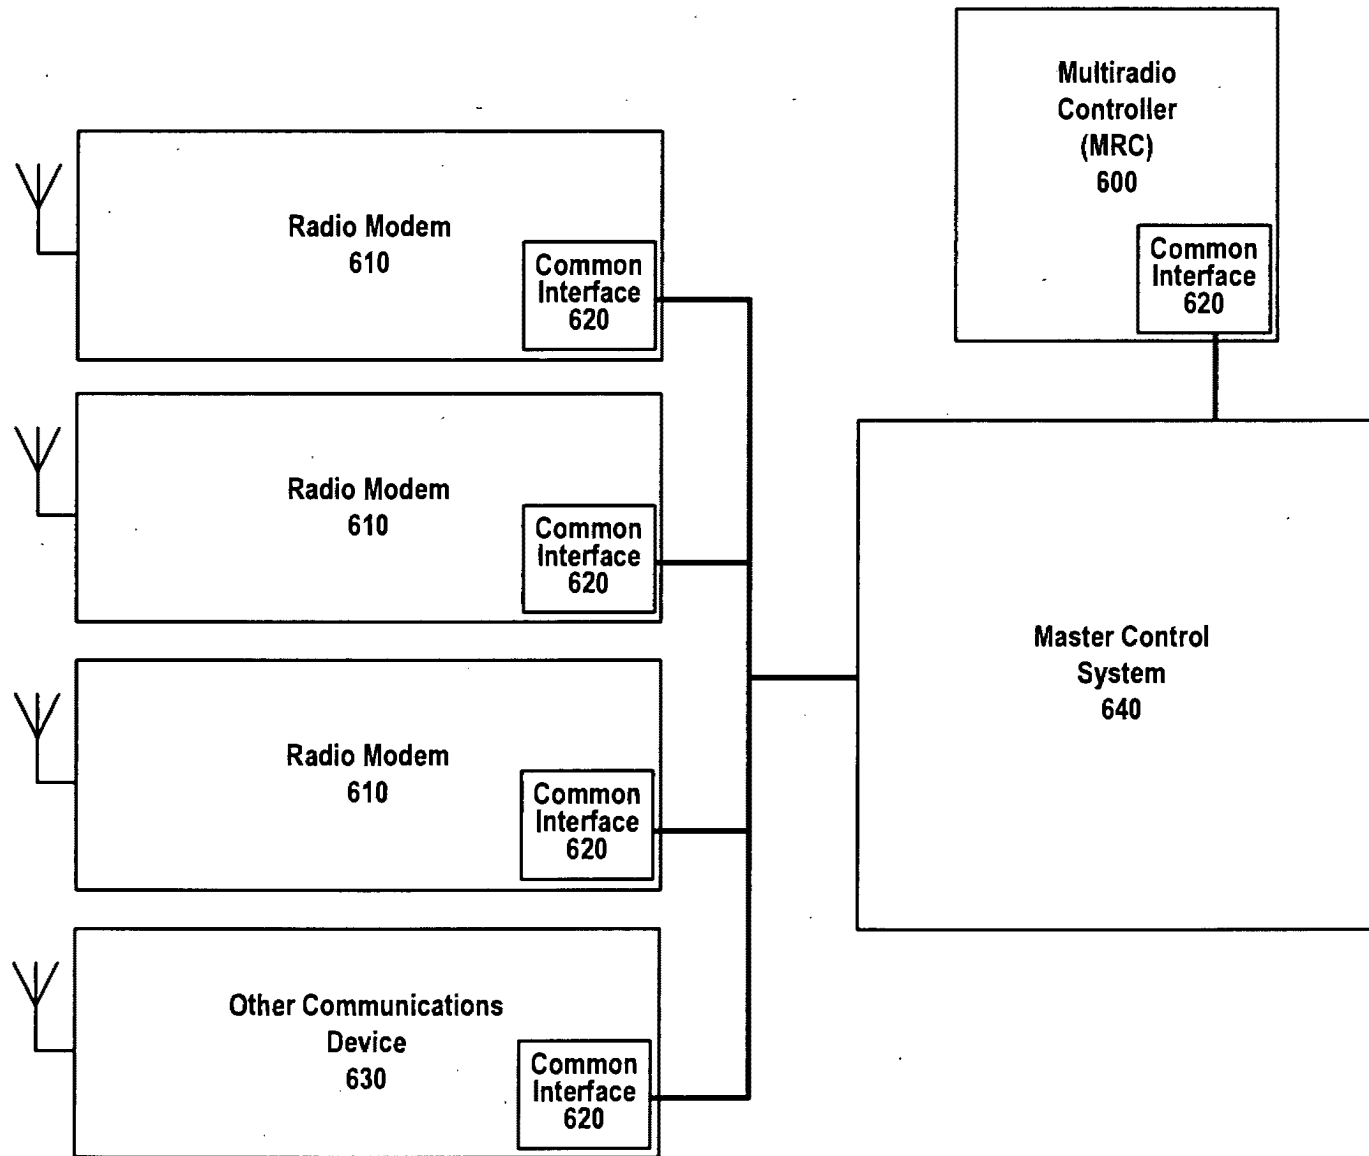 Multiradio
Controller
(MRC)
600
Common
Interface
620
Radio Modem
610
Common
Interface
620
Radio Modem
610
Common
Interface
620
Radio Modem
610
Common
Interface
620
Other Communications
Device
630
Common
Interface
620
Master Control
System
640